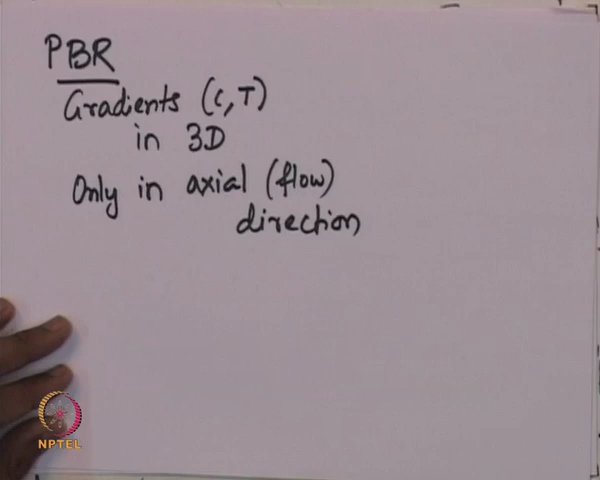 PBR
Gradients (C, T)
in 3D
Only in axial (flow)
direction
NPTEL